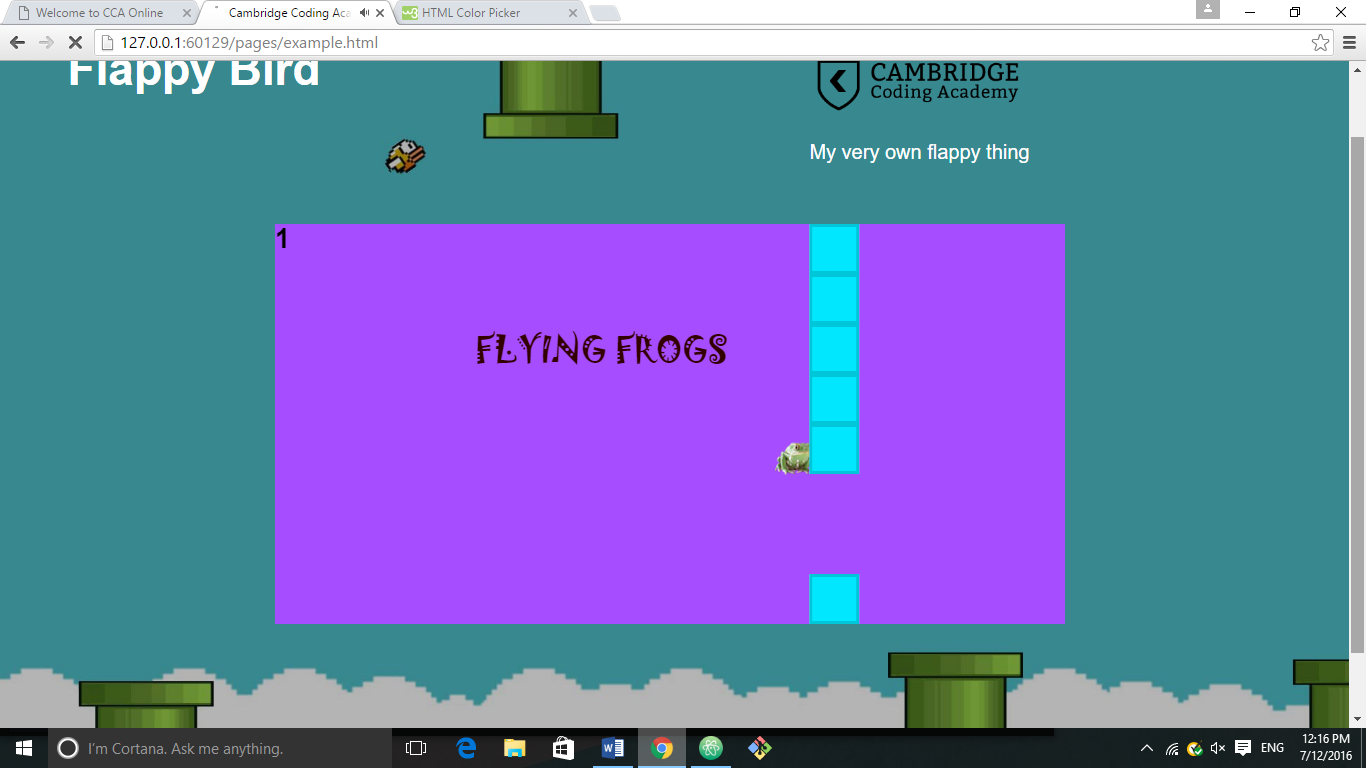 Welcome to CCA Online
Cambridge Coding Aca
W3
HTML Color Picker
127.0.0.1:60129/pages/example.html
Flappy Bird
CAMBRIDGE
Coding Academy
My very own flappy thing
1
FLYING FROGS
I'm Cortana. Ask me anything.
ENG
12:16 PM
7/12/2016